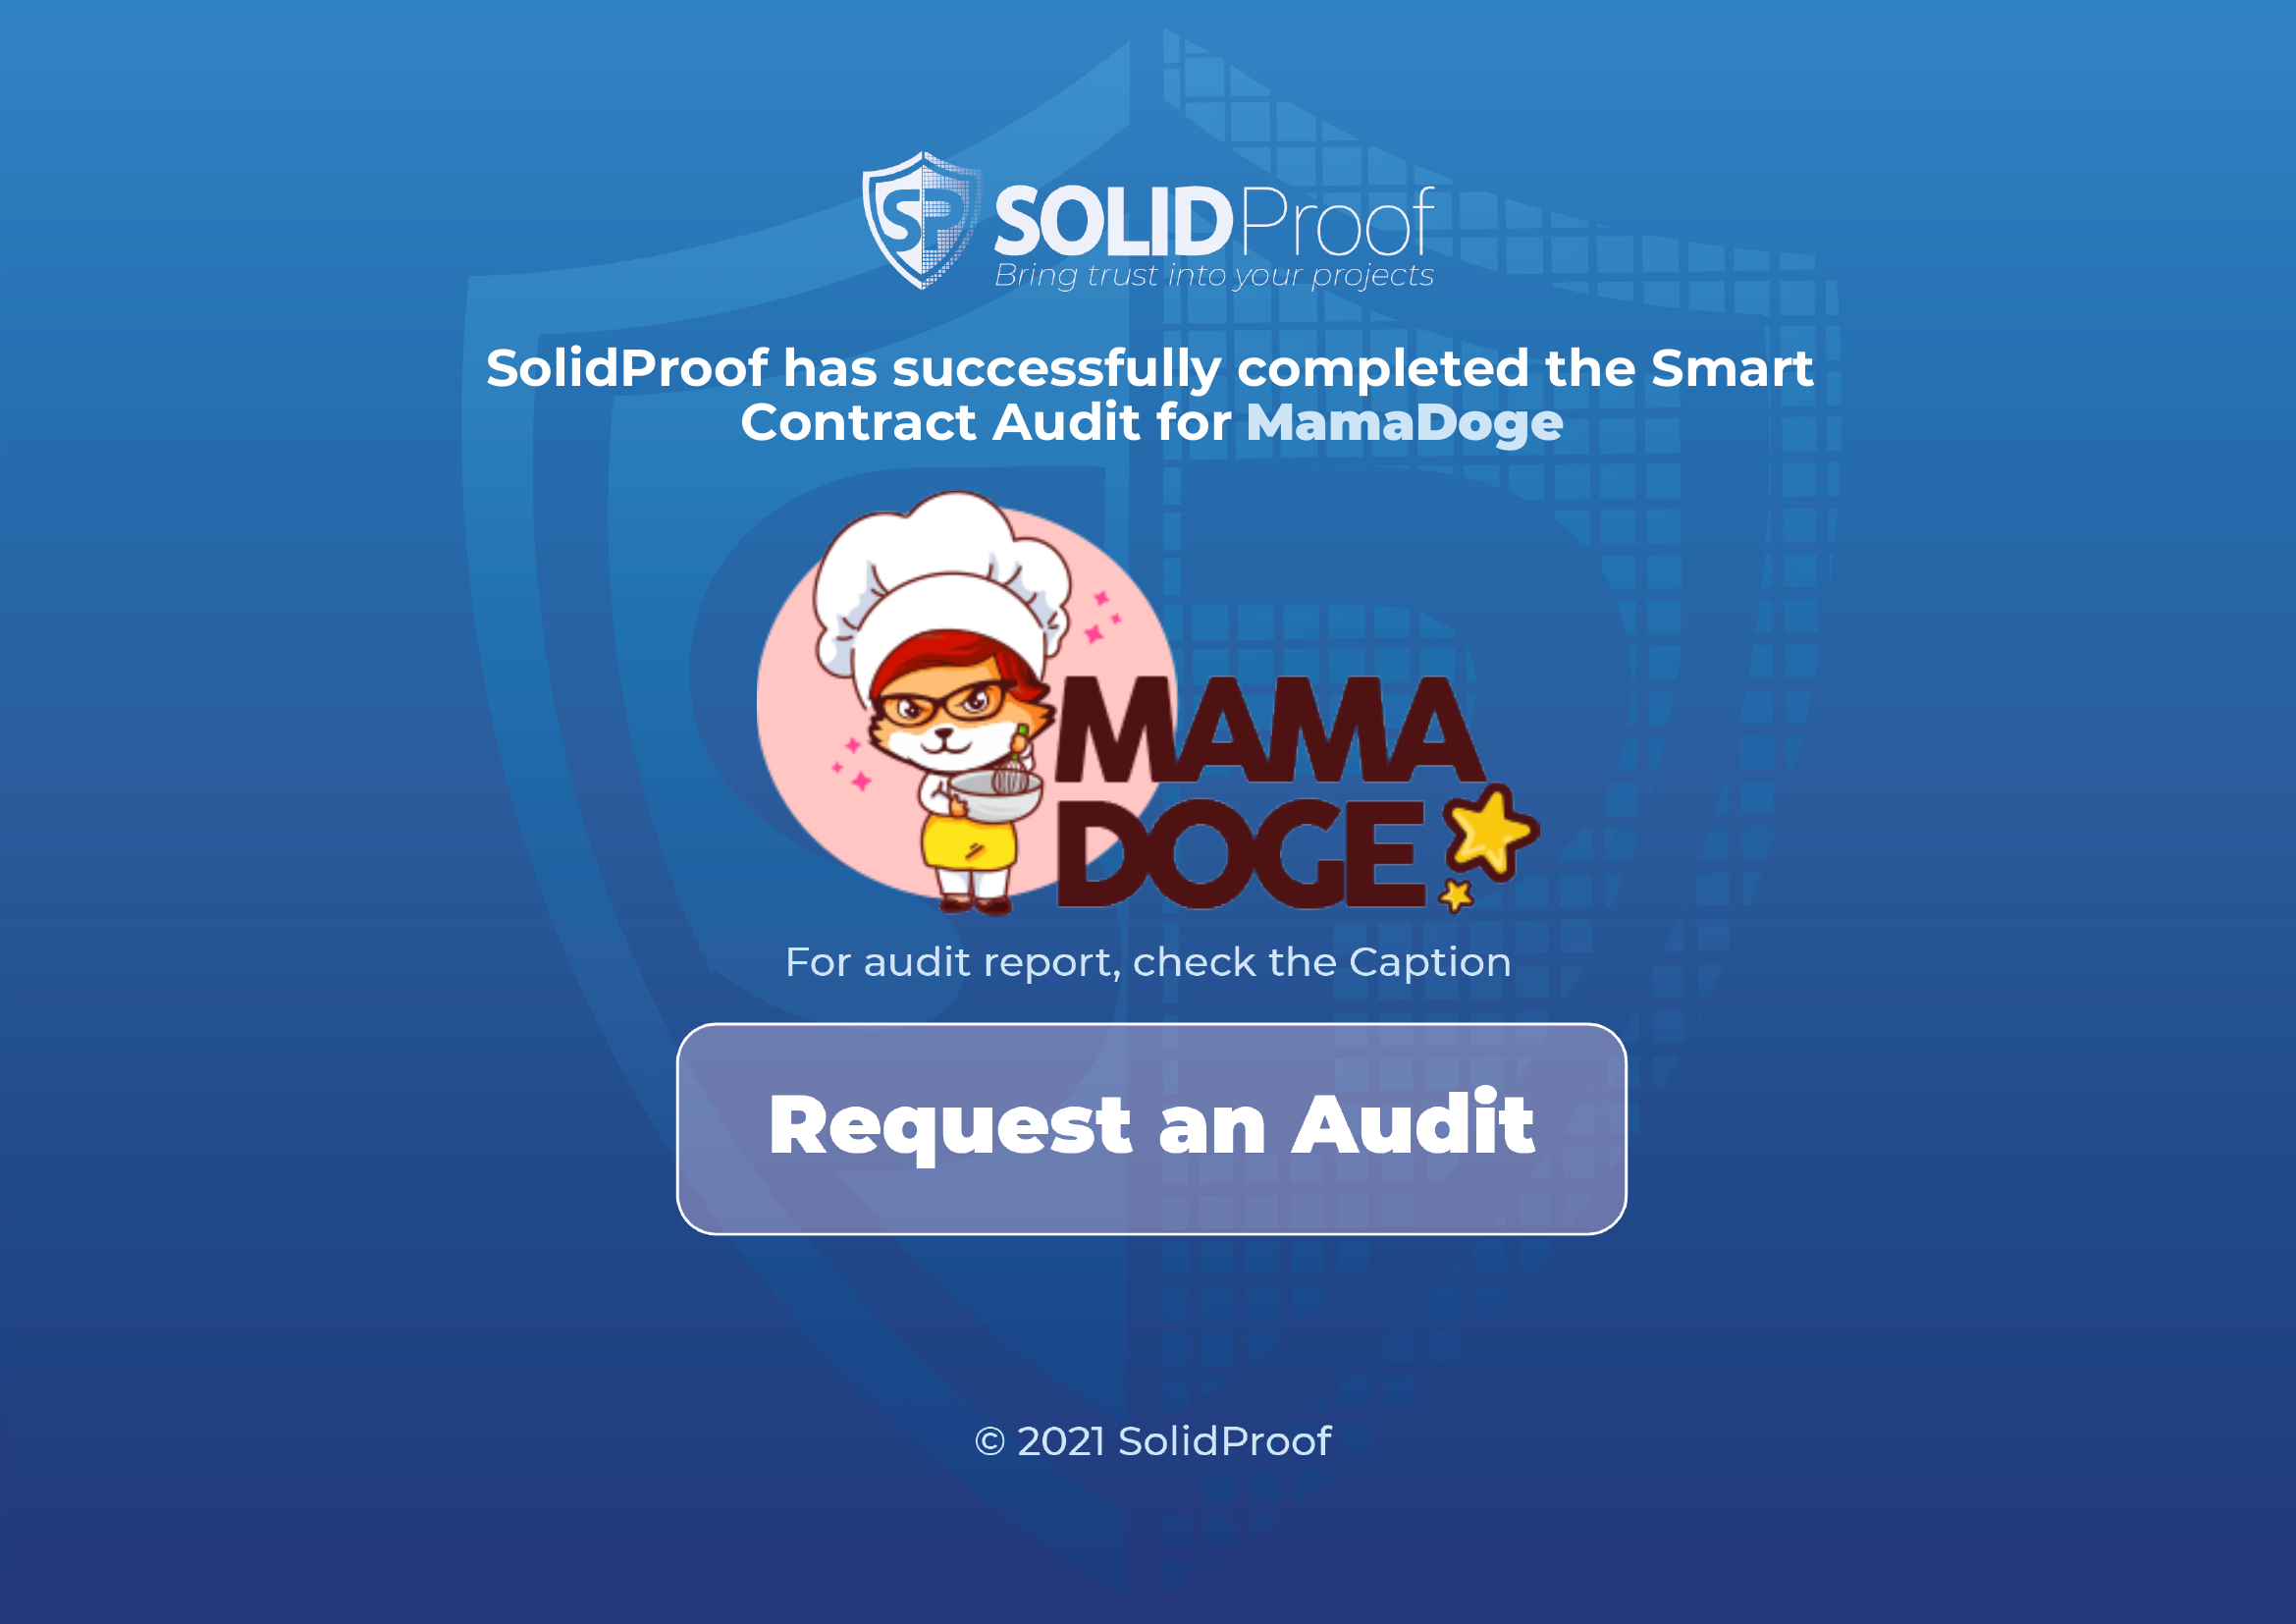 SP SOLIDProof
Bring trust into your projects
SolidProof has successfully completed the Smart
Contract Audit for MamaDoge
MAMA
DOGE
For audit report, check the Caption
Request an Audit
© 2021 SolidProof